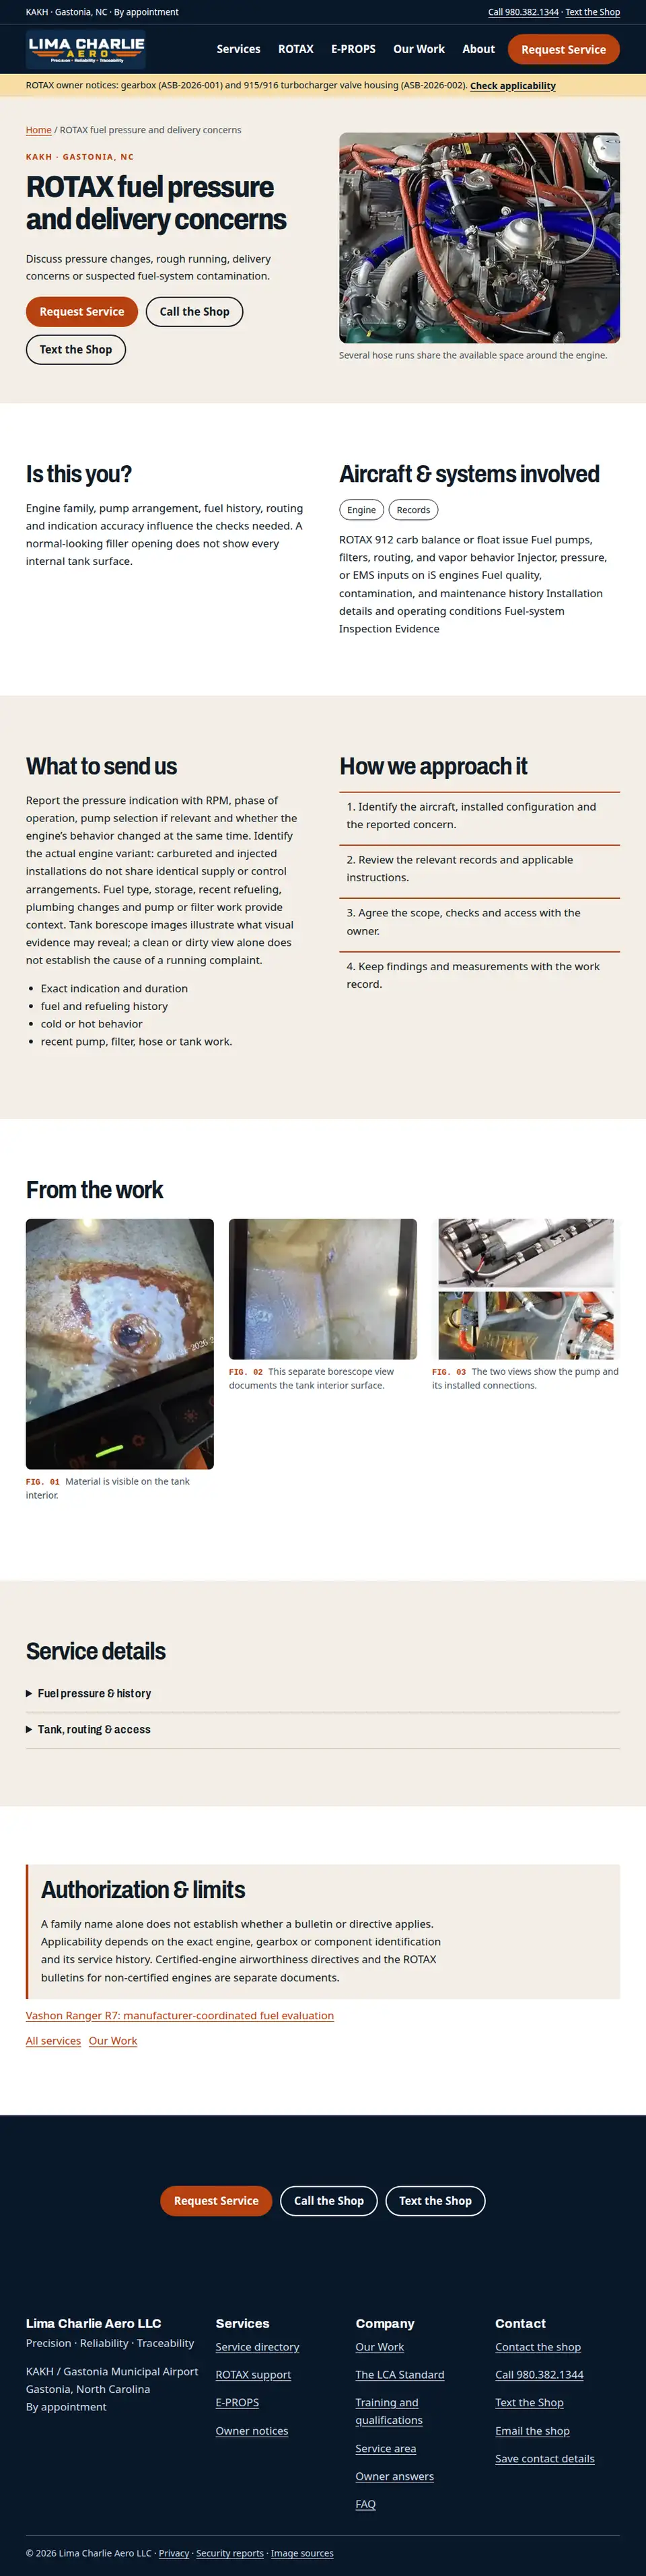 KAKH · Gastonia, NC · By appointment
Call 980.382.1344 · Text the Shop
LIMA CHARLIE
AERO
Precision · Reliability · Traceability
Services
ROTAX
E-PROPS
Our Work
About
Request Service
ROTAX owner notices: gearbox (ASB-2026-001) and 915/916 turbocharger valve housing (ASB-2026-002). Check applicability
Home / ROTAX fuel pressure and delivery concerns
KAKH · GASTONIA, NC
ROTAX fuel pressure
and delivery concerns
Discuss pressure changes, rough running, delivery
concerns or suspected fuel-system contamination.
Request Service
Call the Shop
Text the Shop
Several hose runs share the available space around the engine.
Is this you?
Engine family, pump arrangement, fuel history, routing
and indication accuracy influence the checks needed. A
normal-looking filler opening does not show every
internal tank surface.
Aircraft & systems involved
Engine
Records
ROTAX 912 carb balance or float issue Fuel pumps,
filters, routing, and vapor behavior Injector, pressure,
or EMS inputs on iS engines Fuel quality,
contamination, and maintenance history Installation
details and operating conditions Fuel-system
Inspection Evidence
What to send us
Report the pressure indication with RPM, phase of
operation, pump selection if relevant and whether the
engine's behavior changed at the same time. Identify
the actual engine variant: carbureted and injected
installations do not share identical supply or control
arrangements. Fuel type, storage, recent refueling,
plumbing changes and pump or filter work provide
context. Tank borescope images illustrate what visual
evidence may reveal; a clean or dirty view alone does
not establish the cause of a running complaint.
• Exact indication and duration
• fuel and refueling history
• cold or hot behavior
• recent pump, filter, hose or tank work.
How we approach it
1. Identify the aircraft, installed configuration and
the reported concern.
2. Review the relevant records and applicable
instructions.
3. Agree the scope, checks and access with the
owner.
4. Keep findings and measurements with the work
record.
From the work
FIG. 01 Material is visible on the tank
interior.
FIG. 02 This separate borescope view
documents the tank interior surface.
FIG. 03 The two views show the pump and
its installed connections.
Service details
Fuel pressure & history
Tank, routing & access
Authorization & limits
A family name alone does not establish whether a bulletin or directive applies.
Applicability depends on the exact engine, gearbox or component identification
and its service history. Certified-engine airworthiness directives and the ROTAX
bulletins for non-certified engines are separate documents.
Vashon Ranger R7: manufacturer-coordinated fuel evaluation
All services Our Work
Request Service
Call the Shop
Text the Shop
Lima Charlie Aero LLC
Precision · Reliability · Traceability
KAKH / Gastonia Municipal Airport
Gastonia, North Carolina
By appointment
Services
Service directory
ROTAX support
E-PROPS
Owner notices
Company
Our Work
The LCA Standard
Training and
qualifications
Service area
Owner answers
FAQ
Contact
Contact the shop
Call 980.382.1344
Text the Shop
Email the shop
Save contact details
© 2026 Lima Charlie Aero LLC · Privacy · Security reports · Image sources